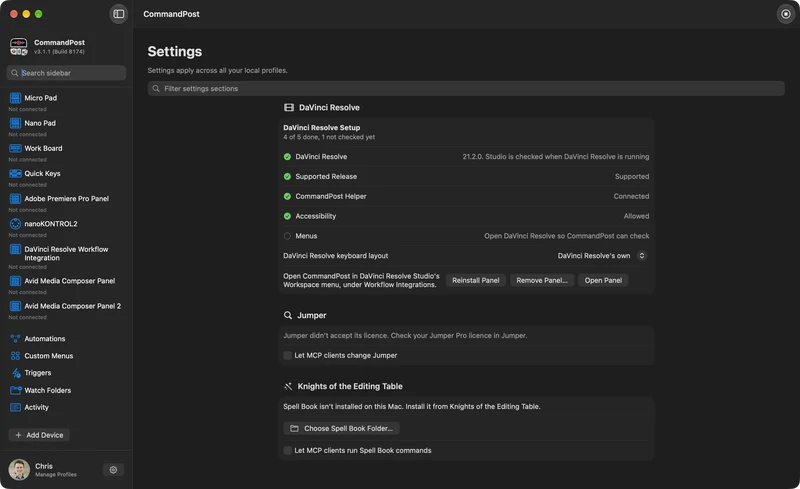 CommandPost
CommandPost
v3.1.1 (Build 8174)
Search sidebar
Micro Pad
Not connected
Nano Pad
Not connected
Work Board
Not connected
Quick Keys
Not connected
Adobe Premiere Pro Panel
Not connected
nanoKONTROL2
Not connected
DaVinci Resolve Workflow
Integration
Not connected
Avid Media Composer Panel
Not connected
Avid Media Composer Panel 2
Not connected
Automations
Custom Menus
Triggers
Watch Folders
Activity
Add Device
Chris
Manage Profiles
Settings
Settings apply across all your local profiles.
Filter settings sections
DaVinci Resolve
DaVinci Resolve Setup
4 of 5 done, 1 not checked yet
DaVinci Resolve 21.2.0. Studio is checked when DaVinci Resolve is running
Supported Release Supported
CommandPost Helper Connected
Accessibility Allowed
Menus Open DaVinci Resolve so CommandPost can check
DaVinci Resolve keyboard layout DaVinci Resolve's own
Open CommandPost in DaVinci Resolve Studio's
Workspace menu, under Workflow Integrations.
Reinstall Panel Remove Panel... Open Panel
Jumper
Jumper didn't accept its licence. Check your Jumper Pro licence in Jumper.
Let MCP clients change Jumper
Knights of the Editing Table
Spell Book isn't installed on this Mac. Install it from Knights of the Editing Table.
Choose Spell Book Folder...
Let MCP clients run Spell Book commands